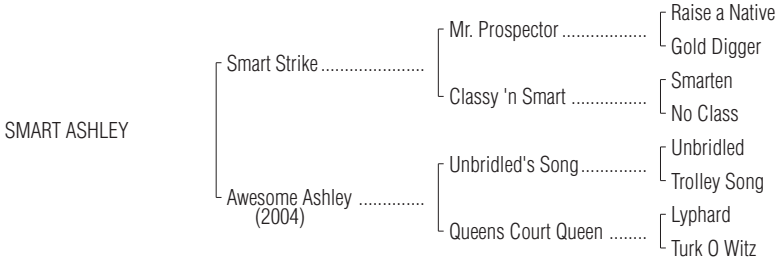 Raise a Native
Mr. Prospector ..................
Gold Digger
Smart Strike ......................
Smarten
Classy 'n Smart ................
No Class
SMART ASHLEY
Unbridled
Unbridled's Song ..............
Trolley Song
Awesome Ashley ..............
(2004)
Lyphard
Queens Court Queen ........
Turk O Witz